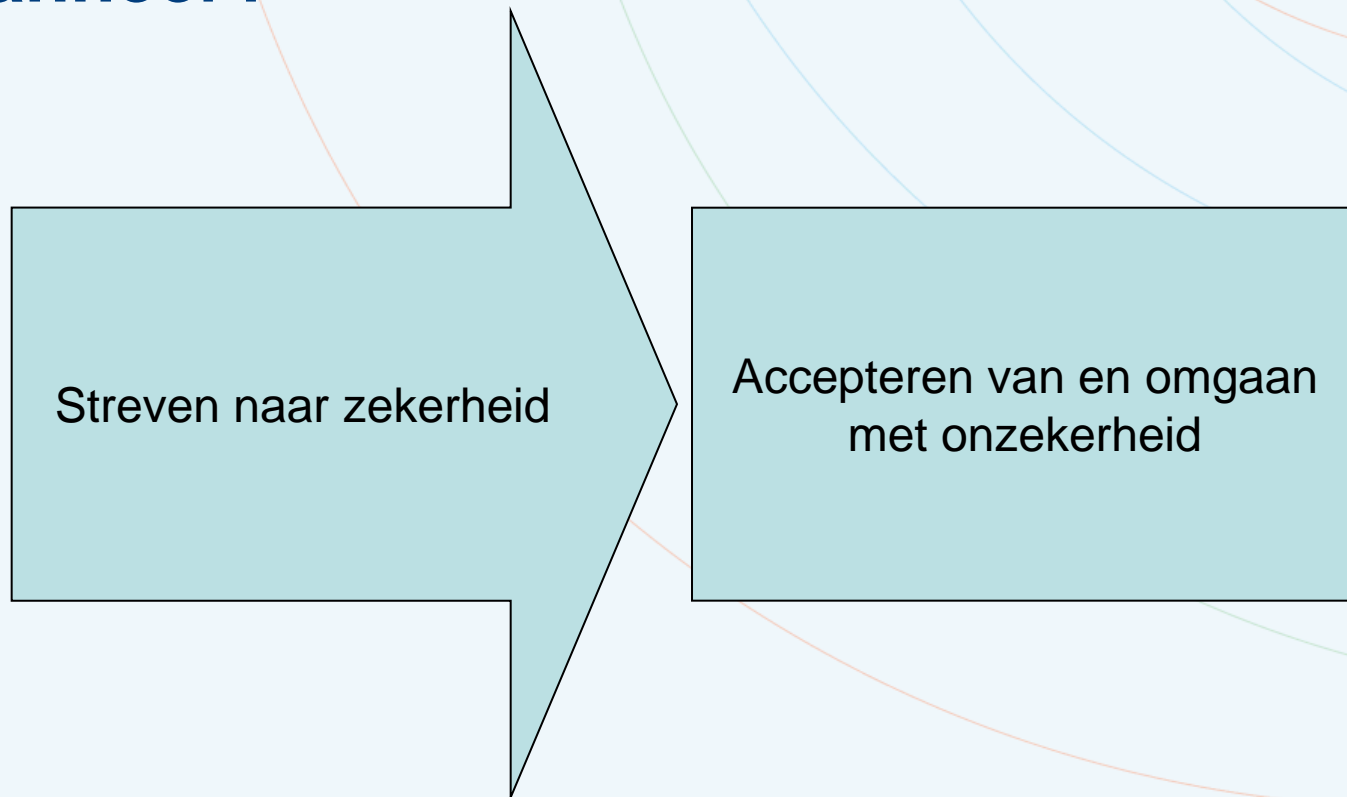 Streven naar zekerheid
Accepteren van en omgaan
met onzekerheid